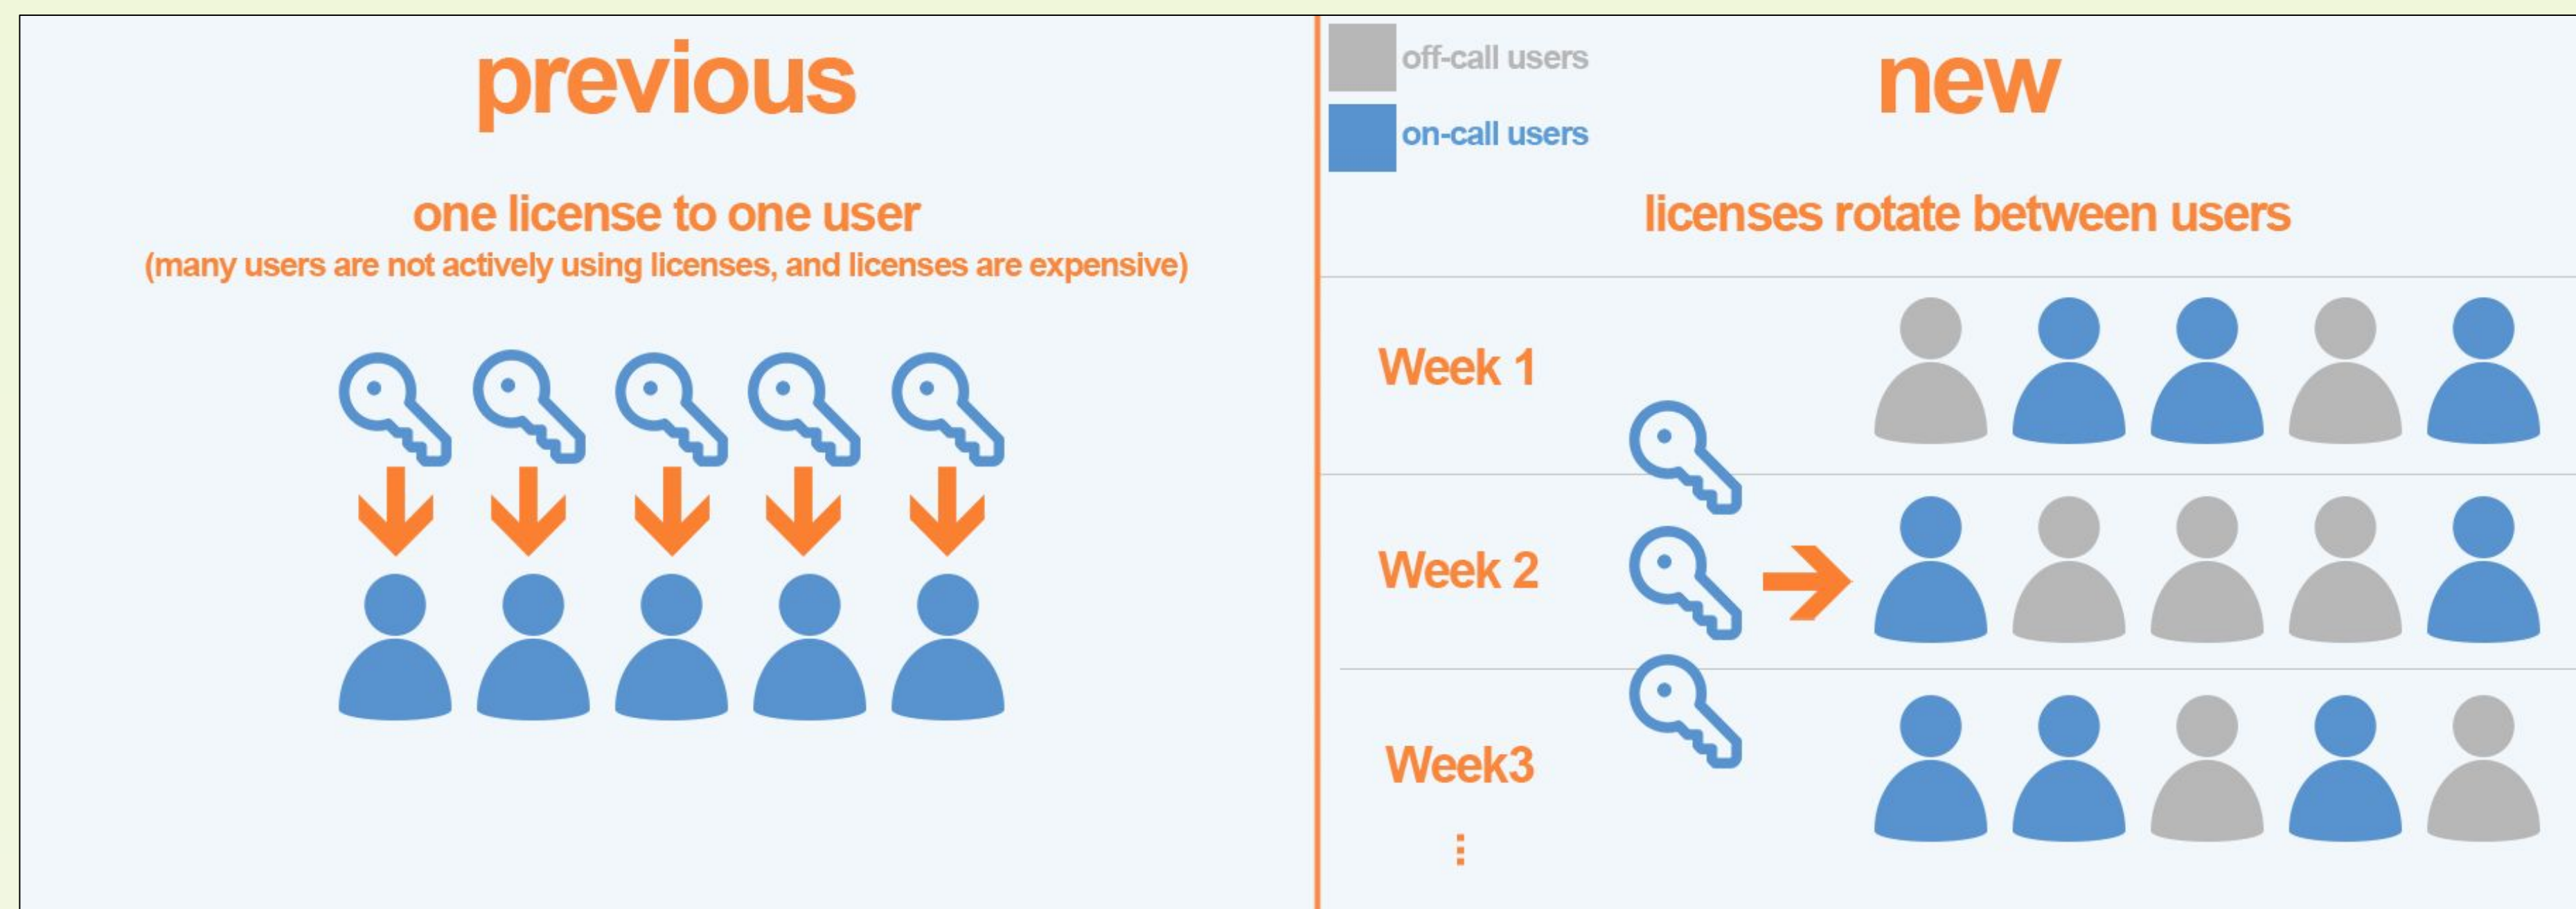 previous
one license to one user
(many users are not actively using licenses, and licenses are expensive)
off-call users
on-call users
new
licenses rotate between users
Week 1
Week 2
Week3
⋮